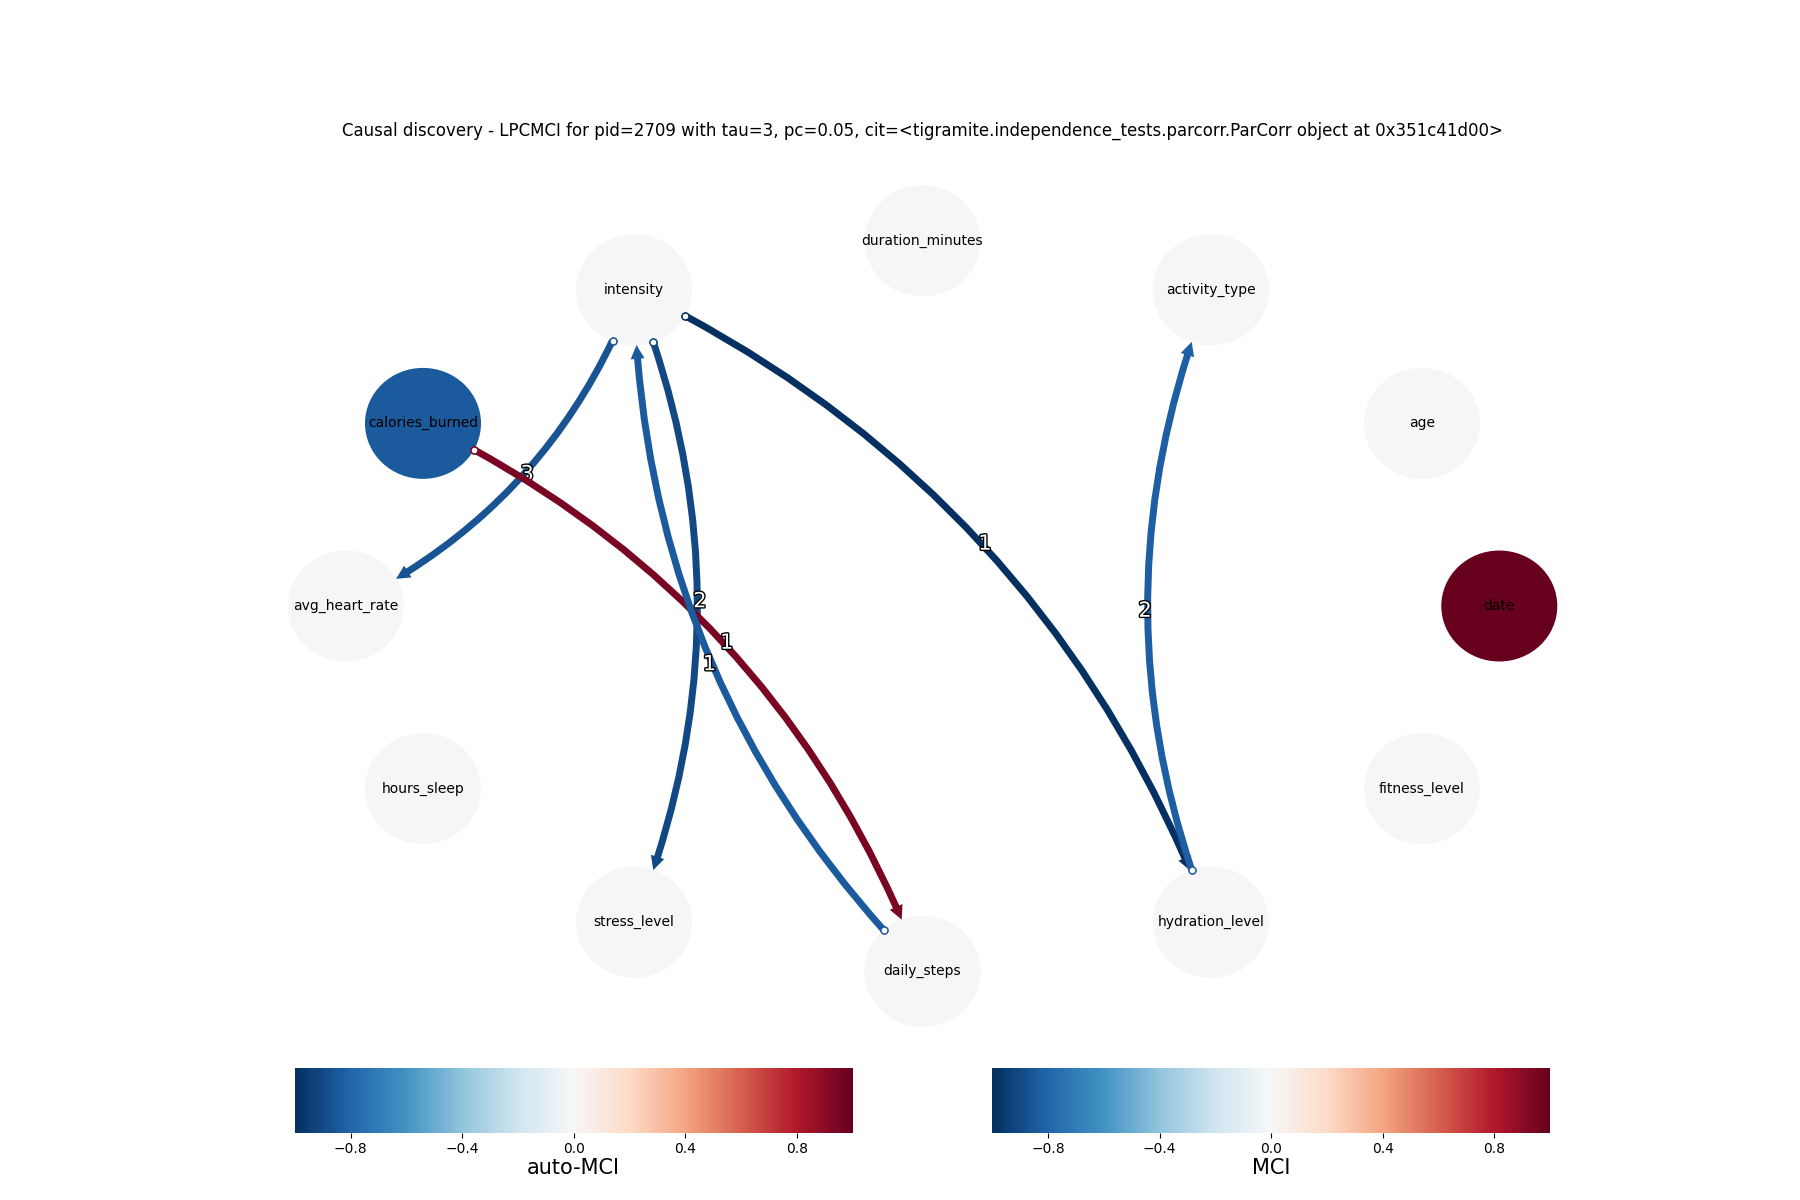 Causal discovery - LPCMCI for pid=2709 with tau=3, pc=0.05, cit=<tigramite.independence_tests.parcorr.ParCorr object at 0x351c41d00>
duration_minutes
intensity
activity_type
calories_burned
age
3
1
avg_heart_rate
2
2
date
1
1
hours_sleep
fitness_level
stress_level
hydration_level
daily_steps
−0.8 −0.4 0.0 0.4 0.8
auto-MCI
−0.8 −0.4 0.0 0.4 0.8
MCI